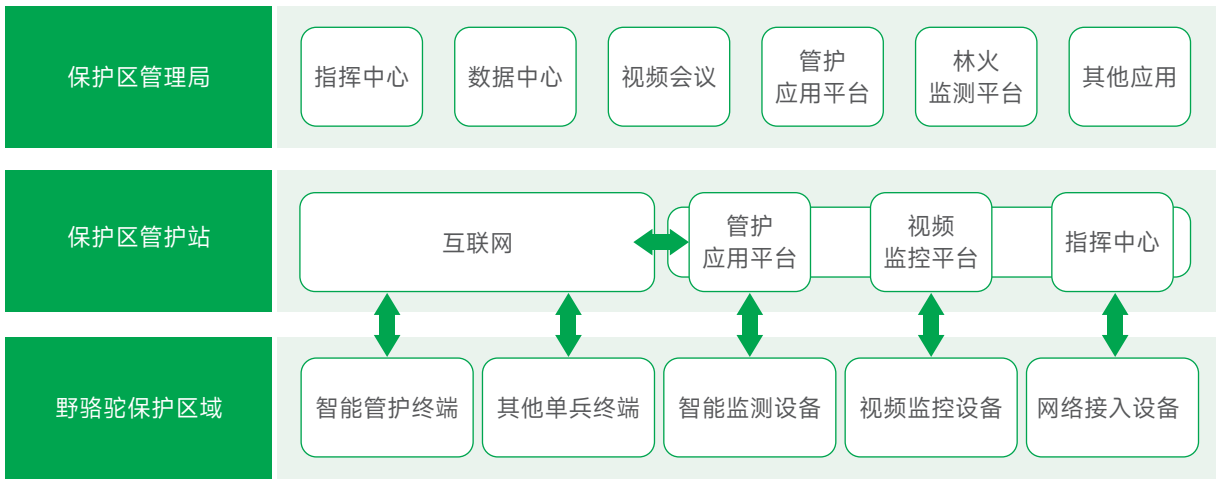 保护区管理局
指挥中心
数据中心
视频会议
管护
应用平台
林火
监测平台
其他应用
保护区管护站
互联网
管护
应用平台
视频
监控平台
指挥中心
野骆驼保护区域
智能管护终端
其他单兵终端
智能监测设备
视频监控设备
网络接入设备